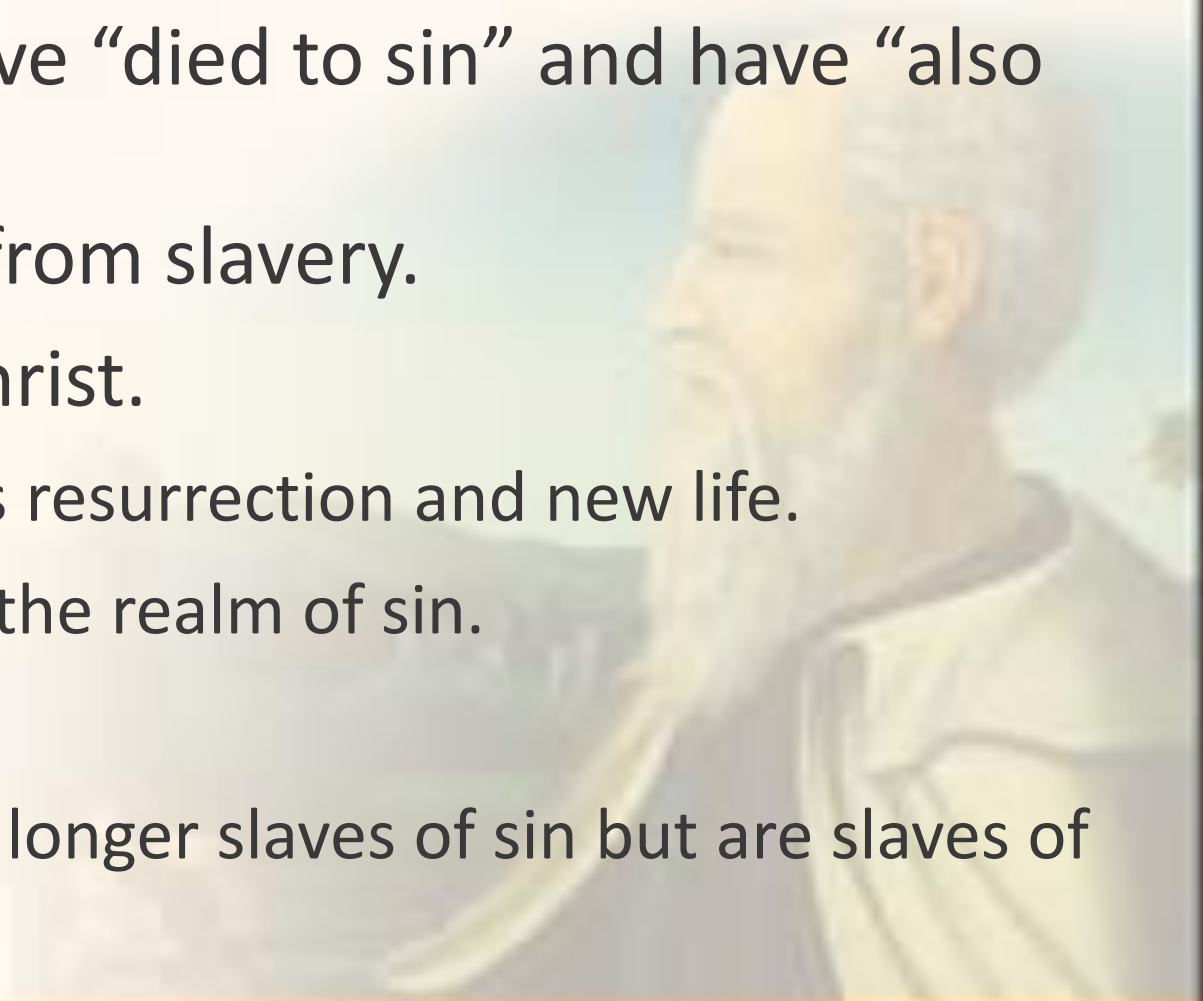 ve “died to sin” and have “also
from slavery.
hrist.
s resurrection and new life.
the realm of sin.
longer slaves of sin but are slaves of